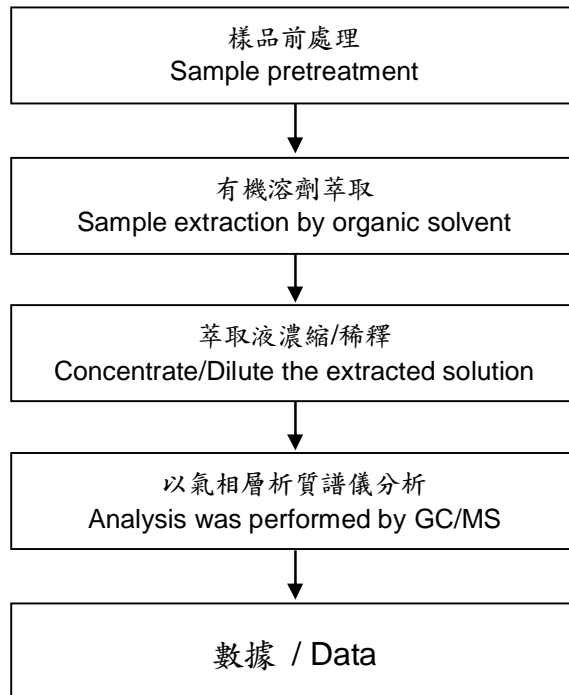 樣品前處理
Sample pretreatment
有機溶劑萃取
Sample extraction by organic solvent
萃取液濃縮/稀釋
Concentrate/Dilute the extracted solution
以氣相層析質譜儀分析
Analysis was performed by GC/MS
數據 / Data